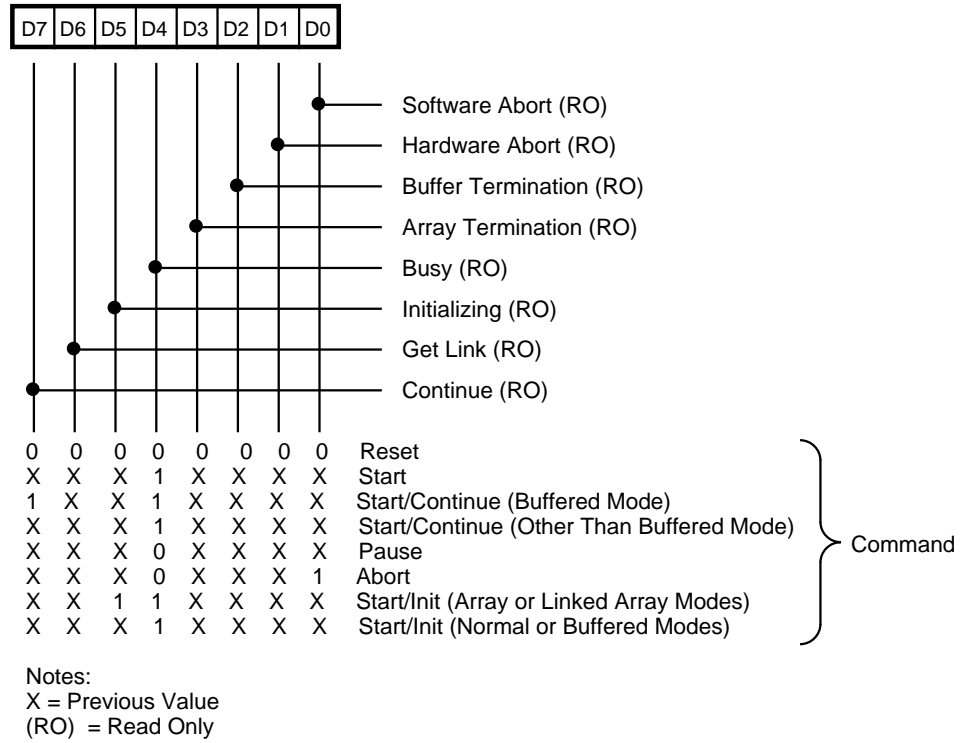 D7 D6 D5 D4 D3 D2 D1 D0
Software Abort (RO)
Hardware Abort (RO)
Buffer Termination (RO)
Array Termination (RO)
Busy (RO)
Initializing (RO)
Get Link (RO)
Continue (RO)
0 0 0 0 0 0 0 0 Reset
X X X 1 X X X X Start
1 X X 1 X X X X Start/Continue (Buffered Mode)
X X X 1 X X X X Start/Continue (Other Than Buffered Mode)
X X X 0 X X X X Pause
X X X 0 X X X 1 Abort
X X 1 1 X X X X Start/Init (Array or Linked Array Modes)
X X X 1 X X X X Start/Init (Normal or Buffered Modes)
Command
Notes:
X = Previous Value
(RO) = Read Only